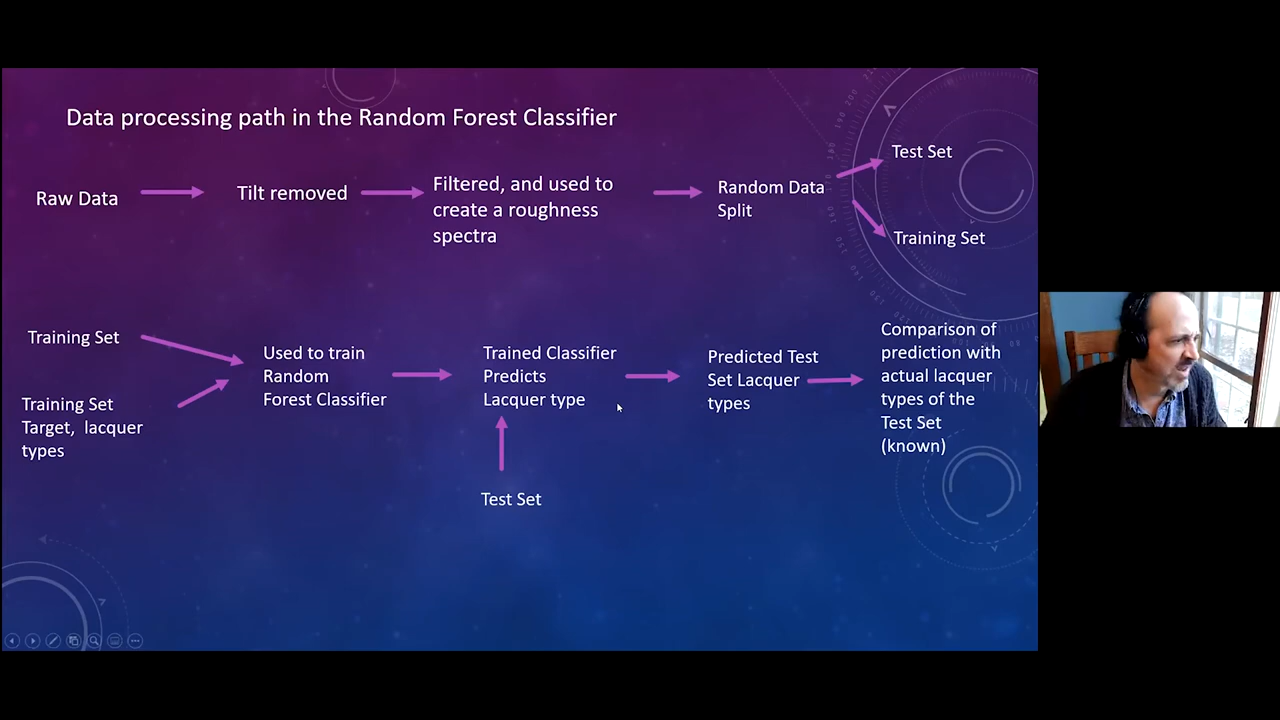 Data processing path in the Random Forest Classifier
Raw Data
Tilt removed
Filtered, and used to
create a roughness
spectra
Random Data
Split
Test Set
Training Set
Training Set
Training Set
Target, lacquer
types
Used to train
Random
Forest Classifier
Trained Classifier
Predicts
Lacquer type
Test Set
Predicted Test
Set Lacquer
types
Comparison of
prediction with
actual lacquer
types of the
Test Set
(known)